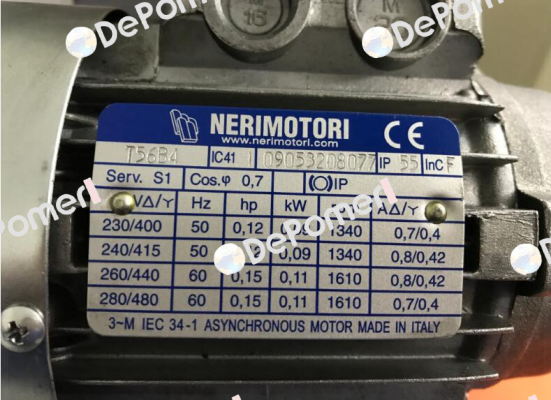 DePomeri
16
M
NERIMOTORI
www.nerimotori.com
CE
T56B4 IC41 09053208077 IP 55 InC F
Serv. S1 Cos.φ 0,7 IP
V∆/Y Hz hp kW A∆/Y
230/400 50 0,12 1340 0,7/0,4
240/415 50 0,09 1340 0,8/0,42
260/440 60 0,15 0,11 1610 0,8/0,42
280/480 60 0,15 0,11 1610 0,7/0,4
3~M IEC 34-1 ASYNCHRONOUS MOTOR MADE IN ITALY